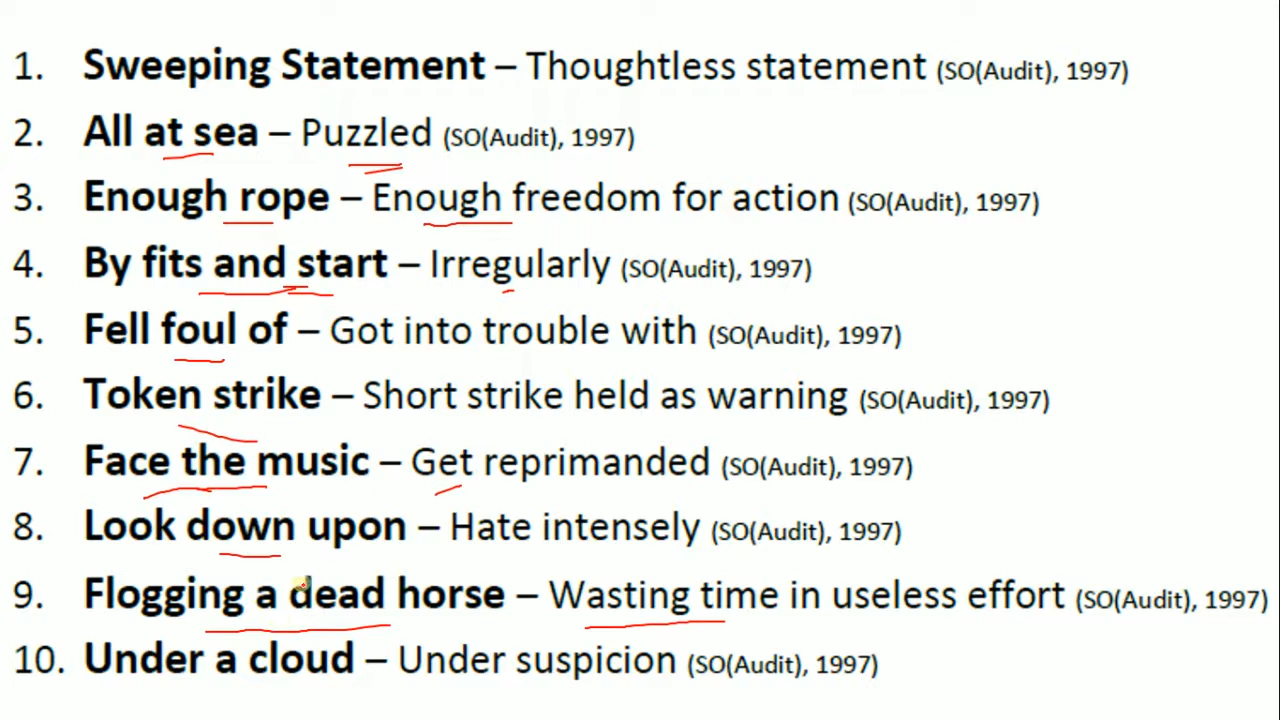 1. Sweeping Statement – Thoughtless statement (SO(Audit), 1997)
2. All at sea – Puzzled (SO(Audit), 1997)
3. Enough rope – Enough freedom for action (SO(Audit), 1997)
4. By fits and start – Irregularly (SO(Audit), 1997)
5. Fell foul of – Got into trouble with (SO(Audit), 1997)
6. Token strike – Short strike held as warning (SO(Audit), 1997)
7. Face the music – Get reprimanded (SO(Audit), 1997)
8. Look down upon – Hate intensely (SO(Audit), 1997)
9. Flogging a dead horse – Wasting time in useless effort (SO(Audit), 1997)
10. Under a cloud – Under suspicion (SO(Audit), 1997)